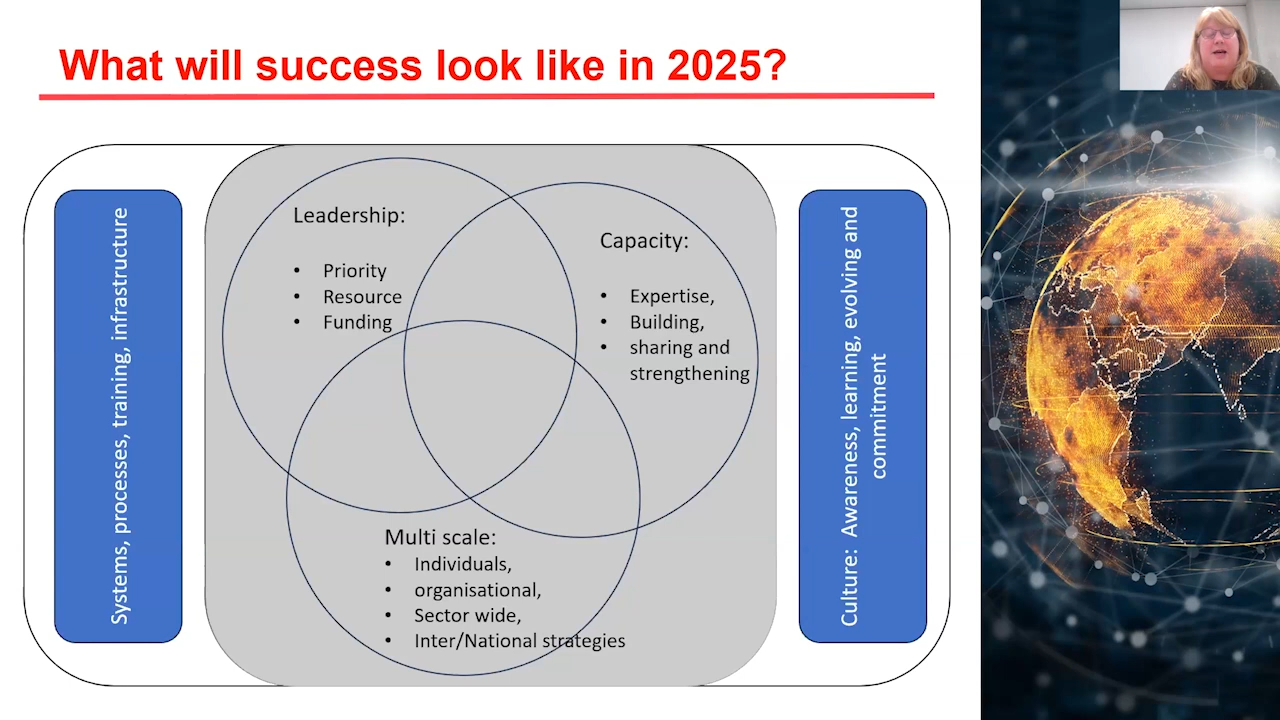 What will success look like in 2025?
Systems, processes, training, infrastructure
Leadership:
• Priority
• Resource
• Funding
Capacity:
• Expertise,
• Building,
• sharing and
strengthening
Multi scale:
• Individuals,
• organisational,
• Sector wide,
• Inter/National strategies
Culture: Awareness, learning, evolving and
commitment